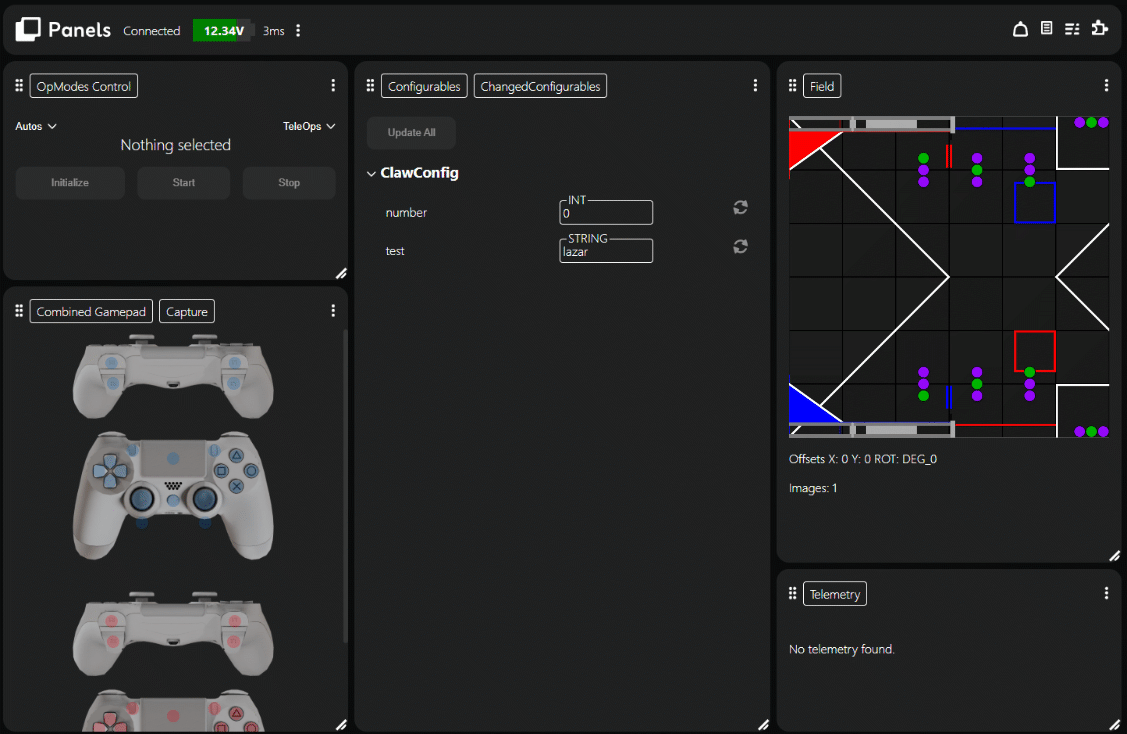 Panels Connected 12.34V 3ms
OpModes Control
Autos TeleOps
Nothing selected
Initialize Start Stop
Combined Gamepad Capture
Configurables ChangedConfigurables
Update All
ClawConfig
number INT 0
test STRING lazar
Field
Offsets X: 0 Y: 0 ROT: DEG_0
Images: 1
Telemetry
No telemetry found.